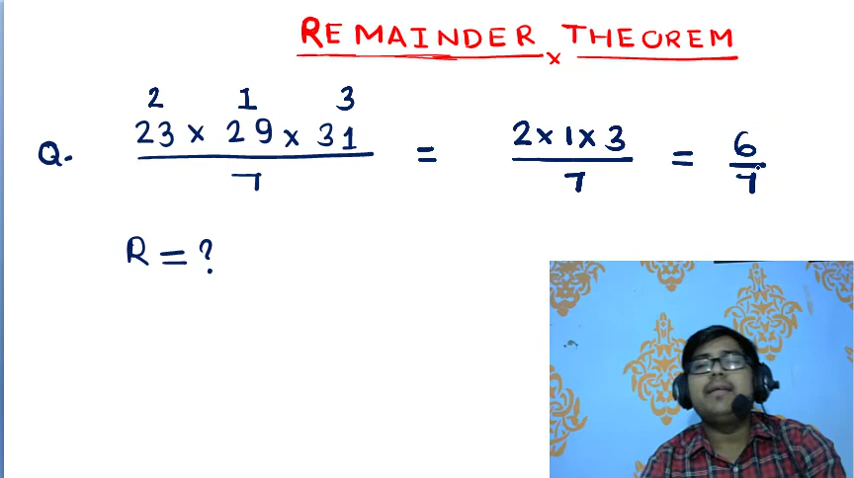 REMAINDER THEOREM
×
2 1 3
Q. 23 × 29 × 31 = 2 × 1 × 3 = 6
7 7 7
R = ?